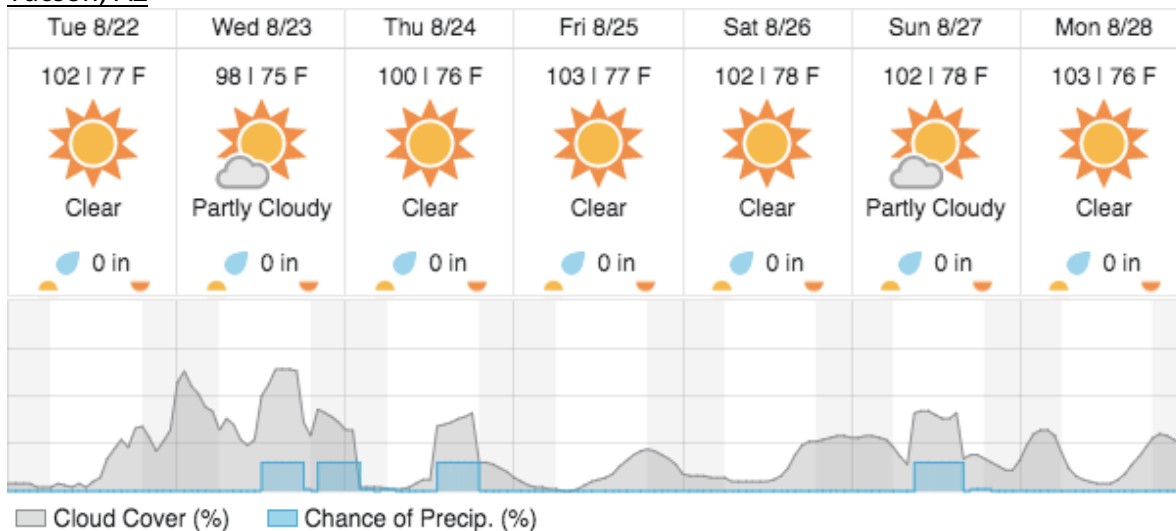 Tucson, AZ
Tue 8/22 Wed 8/23 Thu 8/24 Fri 8/25 Sat 8/26 Sun 8/27 Mon 8/28
102 | 77 F 98 | 75 F 100 | 76 F 103 | 77 F 102 | 78 F 102 | 78 F 103 | 76 F
Clear Partly Cloudy Clear Clear Clear Partly Cloudy Clear
0 in 0 in 0 in 0 in 0 in 0 in 0 in
Cloud Cover (%) Chance of Precip. (%)